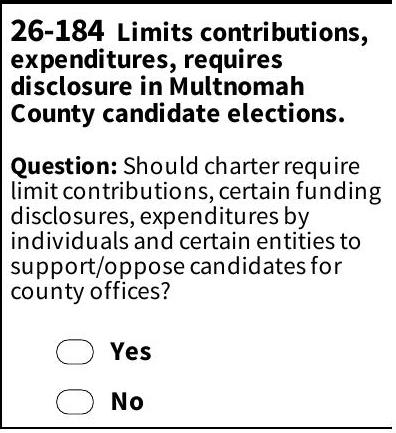 26-184 Limits contributions,
expenditures, requires
disclosure in Multnomah
County candidate elections.
Question: Should charter require
limit contributions, certain funding
disclosures, expenditures by
individuals and certain entities to
support/oppose candidates for
county offices?
Yes
No